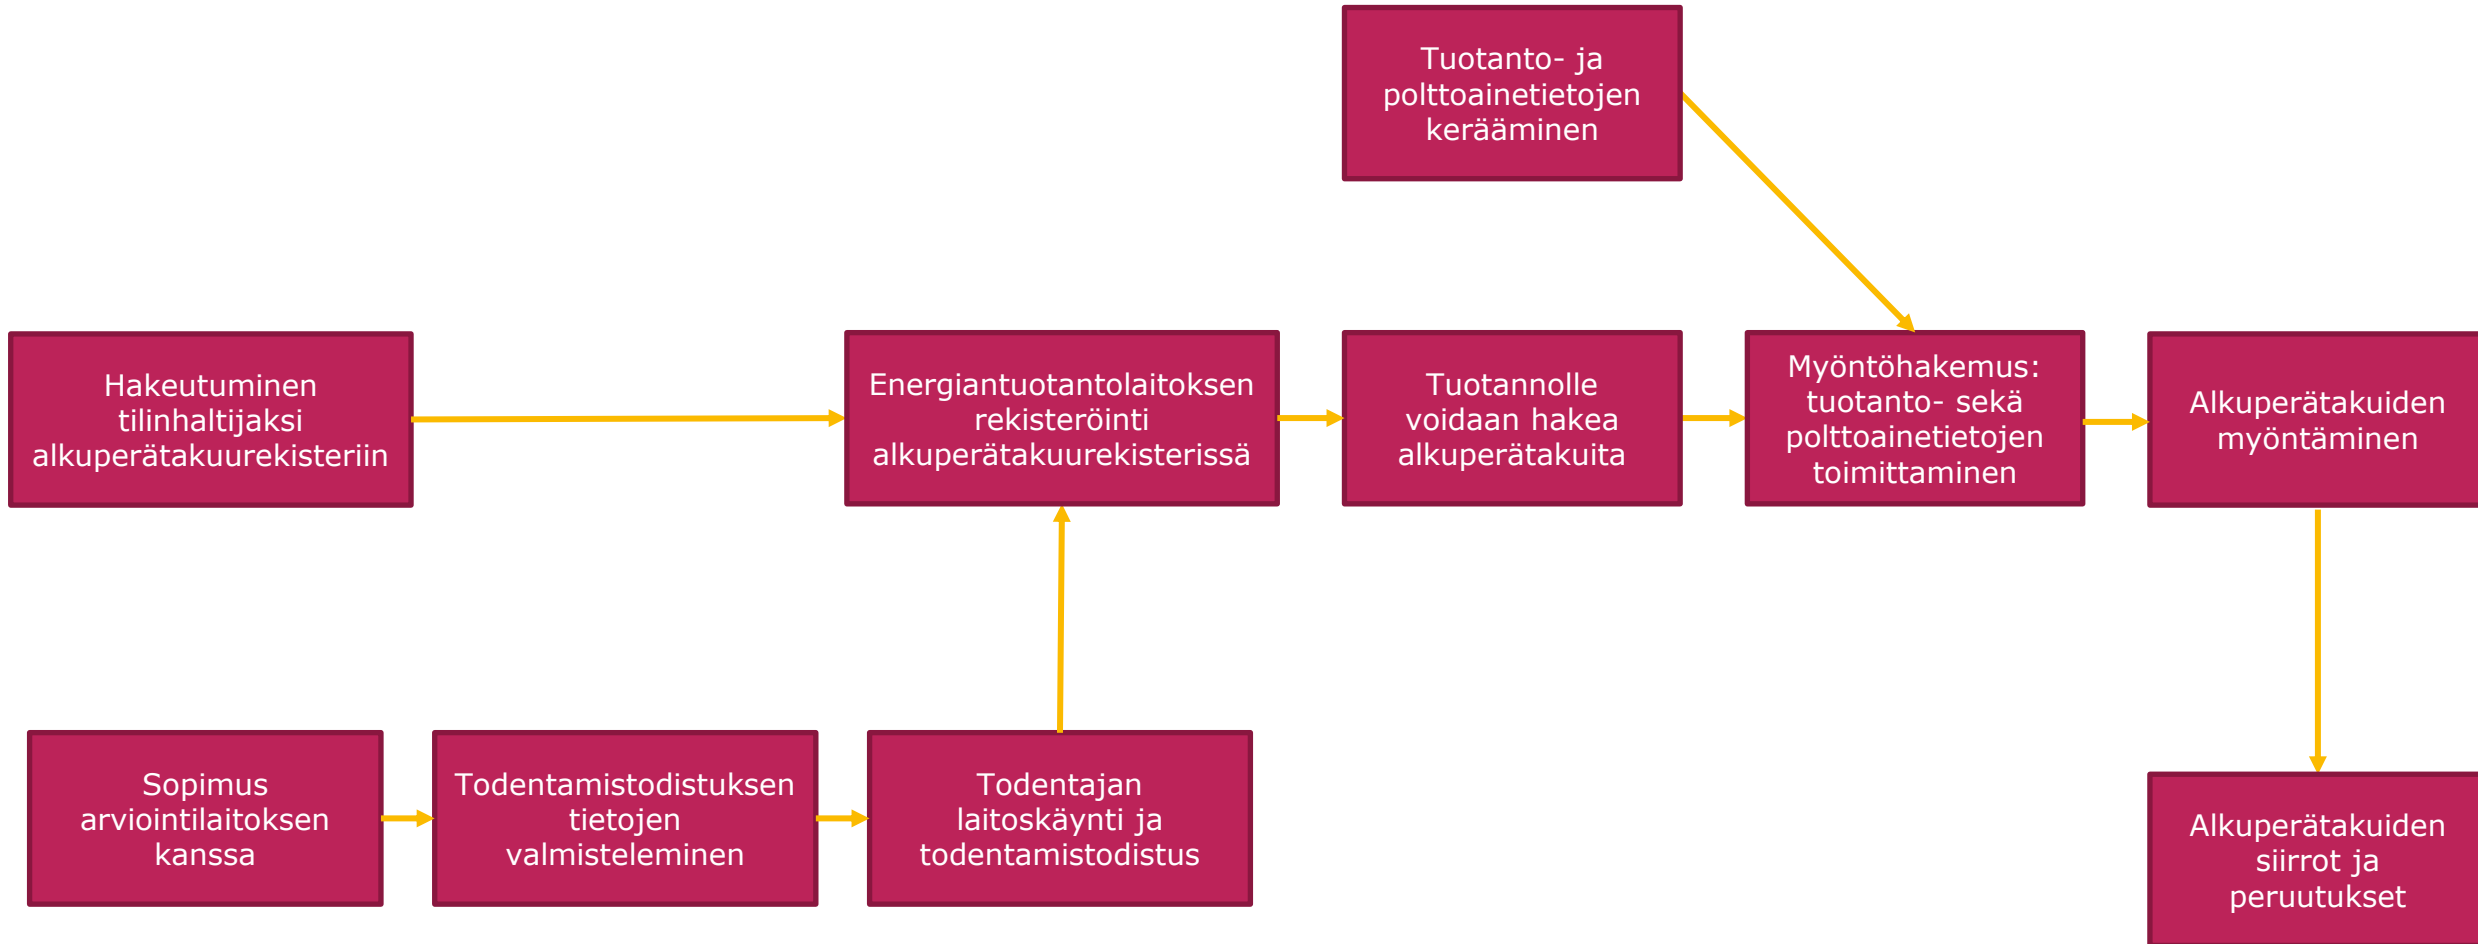 Tuotanto- ja
polttoainetietojen
kerääminen
Hakeutuminen
tilinhaltijaksi
alkuperätakuurekisteriin
Energiantuotantolaitoksen
rekisteröinti
alkuperätakuurekisterissä
Tuotannolle
voidaan hakea
alkuperätakuita
Myöntöhakemus:
tuotanto- sekä
polttoainetietojen
toimittaminen
Alkuperätakuiden
myöntäminen
Sopimus
arviointilaitoksen
kanssa
Todentamistodistuksen
tietojen
valmisteleminen
Todentajan
laitoskäynti ja
todentamistodistus
Alkuperätakuiden
siirrot ja
peruutukset